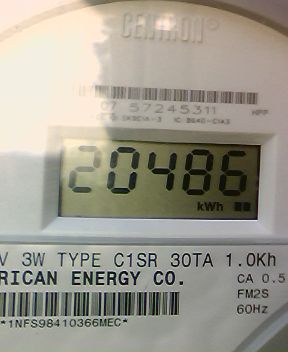 CENTRON®
07 57245311 HPP
20486
kWh
V 3W TYPE C1SR 30TA 1.0Kh
RICAN ENERGY CO.
CA 0.5
FM2S
60Hz
*1NFS98410366MEC*